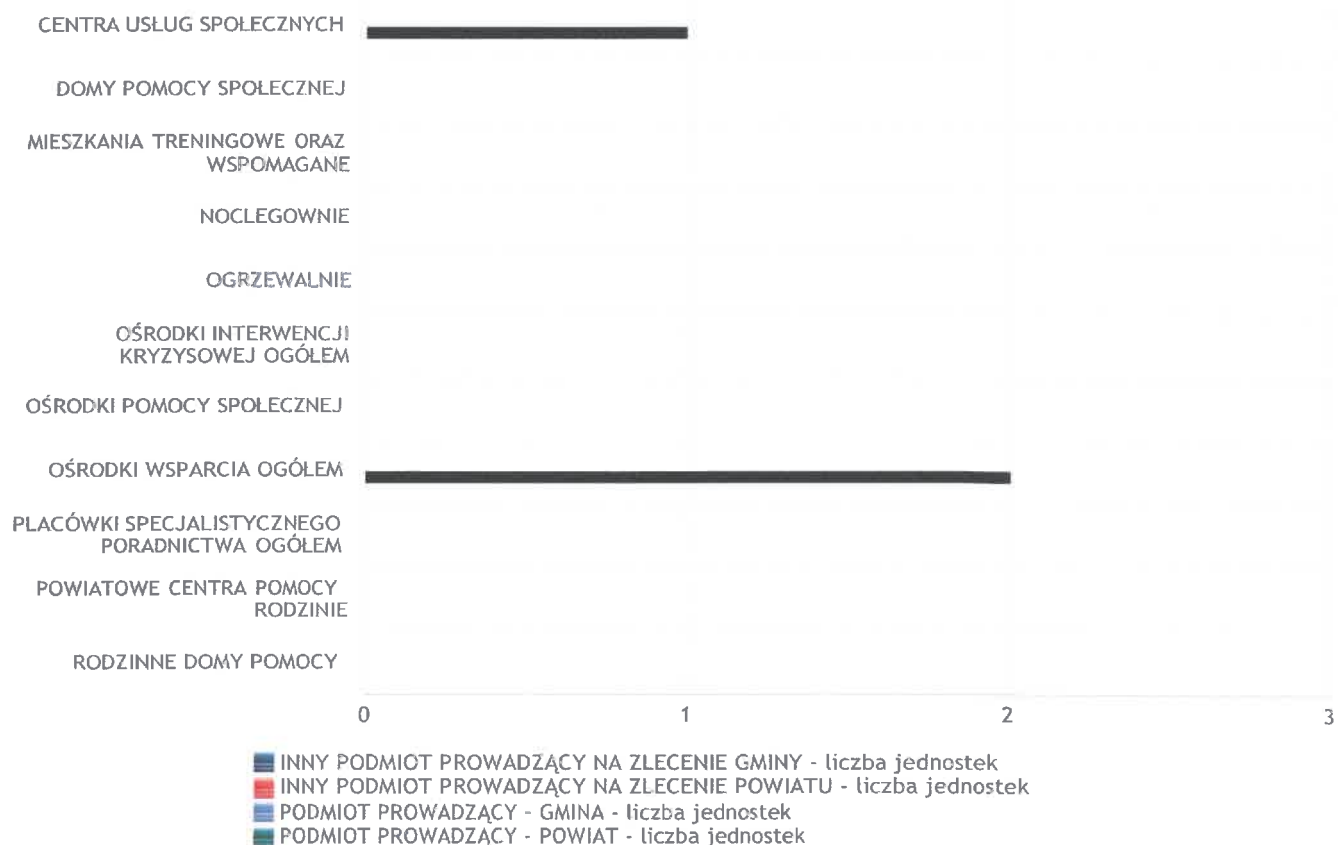 CENTRA USŁUG SPOŁECZNYCH
DOMY POMOCY SPOŁECZNEJ
MIESZKANIA TRENINGOWE ORAZ
WSPOMAGANE
NOCLEGOWNIE
OGRZEWALNIE
OŚRODKI INTERWENCJI
KRYZYSOWEJ OGÓŁEM
OŚRODKI POMOCY SPOŁECZNEJ
OŚRODKI WSPARCIA OGÓŁEM
PLACÓWKI SPECJALISTYCZNEGO
PORADNICTWA OGÓŁEM
POWIATOWE CENTRA POMOCY
RODZINIE
RODZINNE DOMY POMOCY
0 1 2 3
INNY PODMIOT PROWADZĄCY NA ZLECENIE GMINY - liczba jednostek
INNY PODMIOT PROWADZĄCY NA ZLECENIE POWIATU - liczba jednostek
PODMIOT PROWADZĄCY - GMINA - liczba jednostek
PODMIOT PROWADZĄCY - POWIAT - liczba jednostek